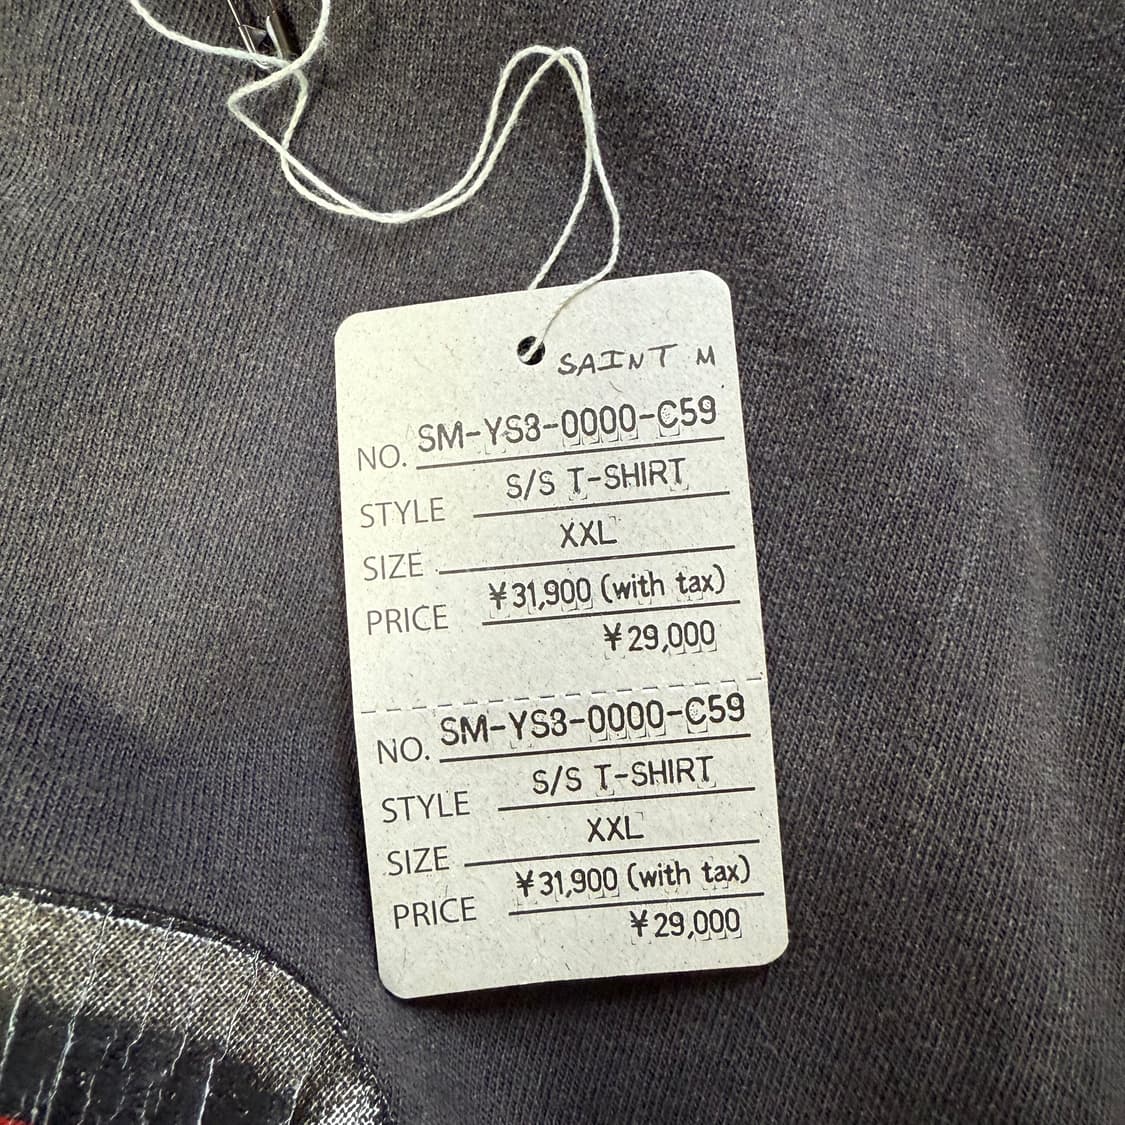 SAINT M
NO. SM-YS3-0000-C59
STYLE S/S T-SHIRT
SIZE XXL
PRICE ¥31,900 (with tax)
¥29,000
NO. SM-YS3-0000-C59
STYLE S/S T-SHIRT
SIZE XXL
PRICE ¥31,900 (with tax)
¥29,000